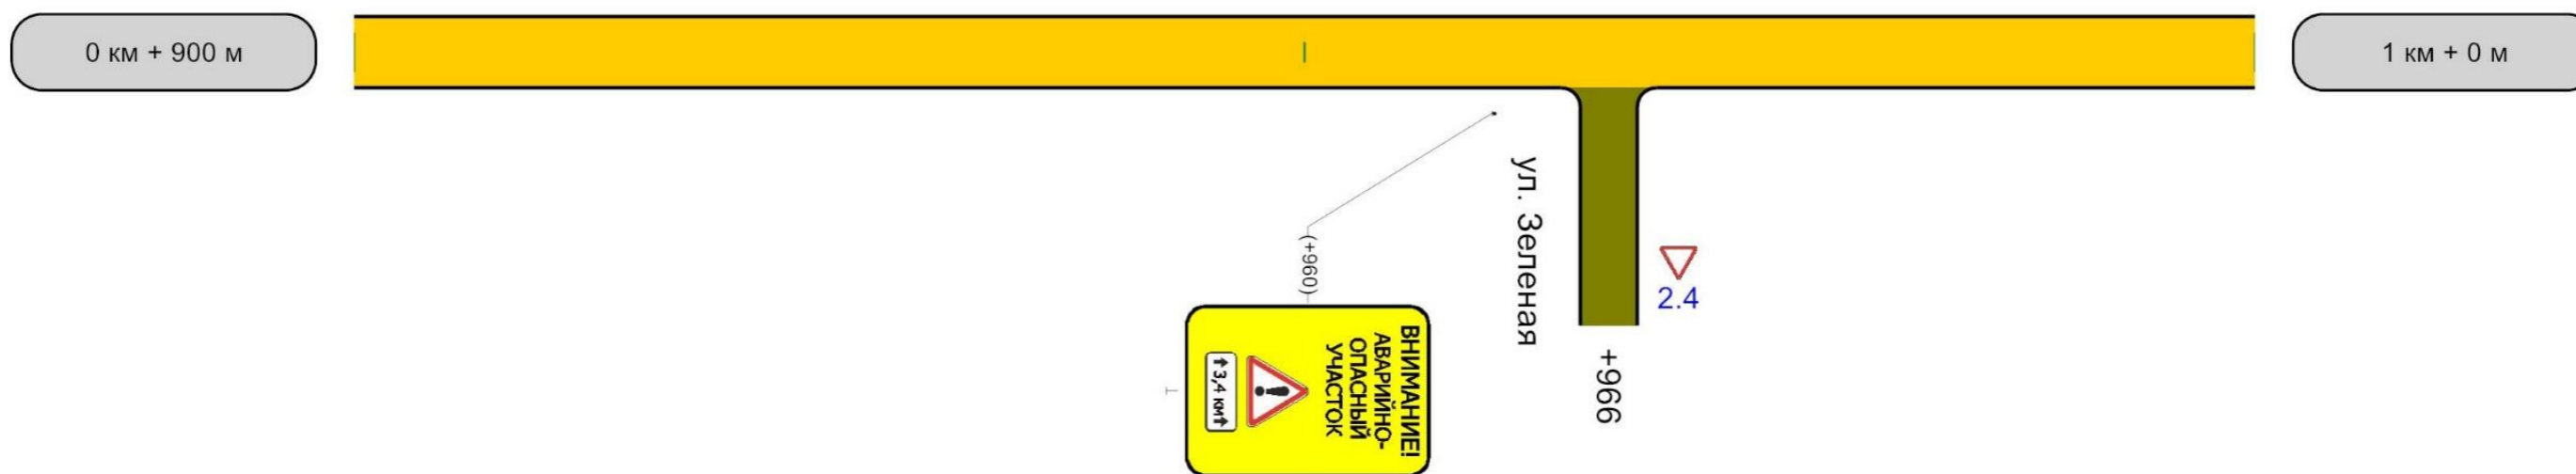 0 км + 900 м
1 км + 0 м
(+960)
ВНИМАНИЕ!
АВАРИЙНО-
ОПАСНЫЙ
УЧАСТОК
3,4 км
ул. Зеленая
+966
2.4